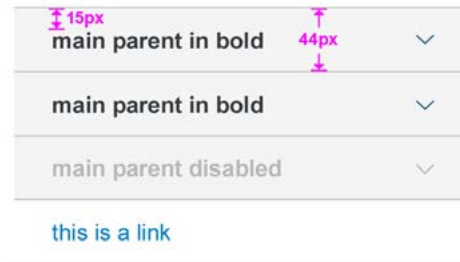 15px
main parent in bold 44px
main parent in bold
main parent disabled
this is a link